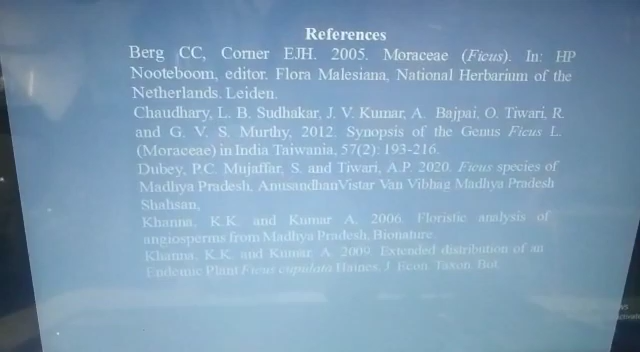 References
Berg CC, Corner EJH. 2005. Moraceae (Ficus). In: HP
Nooteboom, editor. Flora Malesiana, National Herbarium of the
Netherlands. Leiden.
Chaudhary, L. B. Sudhakar, J. V. Kumar, A. Bajpai, O. Tiwari, R.
and G. V. S. Murthy, 2012. Synopsis of the Genus Ficus L.
(Moraceae) in India Taiwania, 57(2): 193-216.
Dubey, P.C. Mujaffar, S. and Tiwari, A.P. 2020. Ficus species of
Madhya Pradesh, AnusandhanVistar Van Vibhag Madhya Pradesh
Shahsan,
Khanna, K.K. and Kumar A. 2006. Floristic analysis of
angiosperms from Madhya Pradesh, Bionature.
Khanna. K.K. and Kumar, A. 2009. Extended distribution of an
Endemic Plant Ficus cupulata Haines, J. Econ. Taxon. Bot.